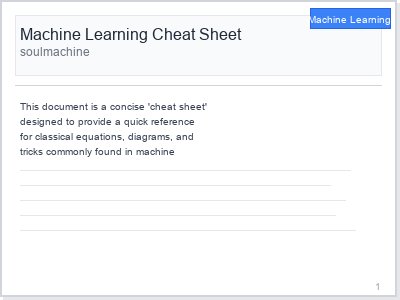 Machine Learning
Machine Learning Cheat Sheet
soulmachine
This document is a concise 'cheat sheet'
designed to provide a quick reference
for classical equations, diagrams, and
tricks commonly found in machine
1